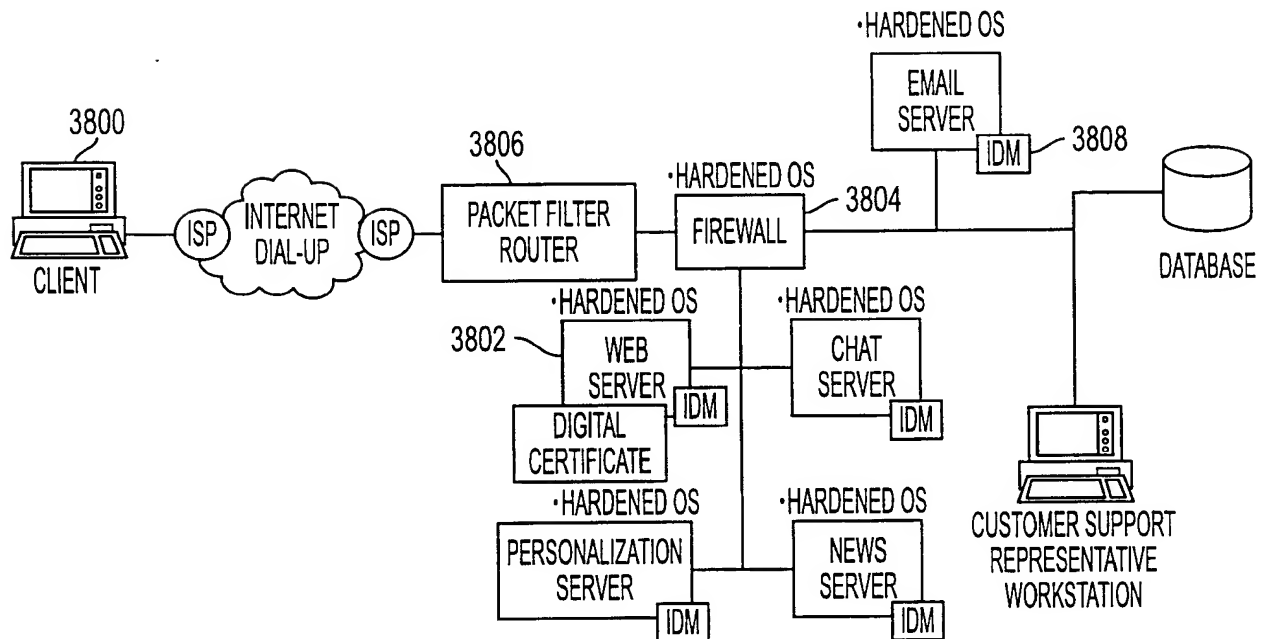 •HARDENED OS
EMAIL
SERVER
IDM
3808
3800
3806
•HARDENED OS
3804
ISP
INTERNET
DIAL-UP
ISP
PACKET FILTER
ROUTER
FIREWALL
CLIENT
DATABASE
•HARDENED OS
3802
WEB
SERVER
IDM
DIGITAL
CERTIFICATE
•HARDENED OS
CHAT
SERVER
IDM
•HARDENED OS
PERSONALIZATION
SERVER
IDM
•HARDENED OS
NEWS
SERVER
IDM
CUSTOMER SUPPORT
REPRESENTATIVE
WORKSTATION